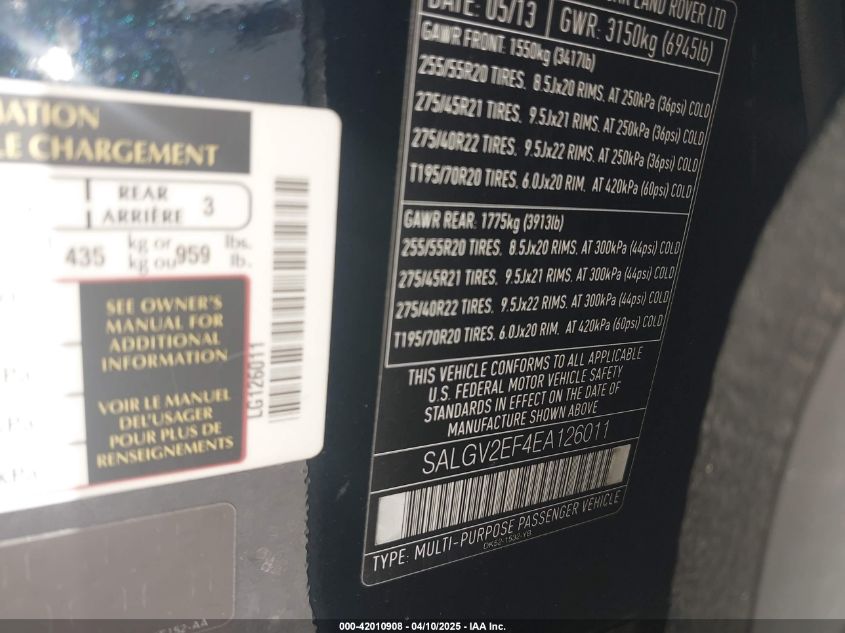 MATION
LE CHARGEMENT
REAR
ARRIÈRE 3
435 kg or 959 lbs.
kg ou lb.
SEE OWNER'S
MANUAL FOR
ADDITIONAL
INFORMATION
VOIR LE MANUEL
DEL'USAGER
POUR PLUS DE
RENSEIGNEMENTS
LG126011
LAND ROVER LTD
DATE: 05/13 GWR: 3150kg (6945lb)
GAWR FRONT: 1550kg (3417lb)
255/55R20 TIRES. 8.5Jx20 RIMS. AT 250kPa (36psi) COLD
275/45R21 TIRES. 9.5Jx21 RIMS. AT 250kPa (36psi) COLD
275/40R22 TIRES. 9.5Jx22 RIMS. AT 250kPa (36psi) COLD
T195/70R20 TIRES. 6.0Jx20 RIM. AT 420kPa (60psi) COLD
GAWR REAR: 1775kg (3913lb)
255/55R20 TIRES. 8.5Jx20 RIMS. AT 300kPa (44psi) COLD
275/45R21 TIRES. 9.5Jx21 RIMS. AT 300kPa (44psi) COLD
275/40R22 TIRES. 9.5Jx22 RIMS. AT 300kPa (44psi) COLD
T195/70R20 TIRES. 6.0Jx20 RIM. AT 420kPa (60psi) COLD
THIS VEHICLE CONFORMS TO ALL APPLICABLE
U.S. FEDERAL MOTOR VEHICLE SAFETY
STANDARDS IN EFFECT ON THE DATE OF
MANUFACTURE SHOWN ABOVE
SALGV2EF4EA126011
TYPE: MULTI-PURPOSE PASSENGER VEHICLE
000-42010908 - 04/10/2025 - IAA Inc.